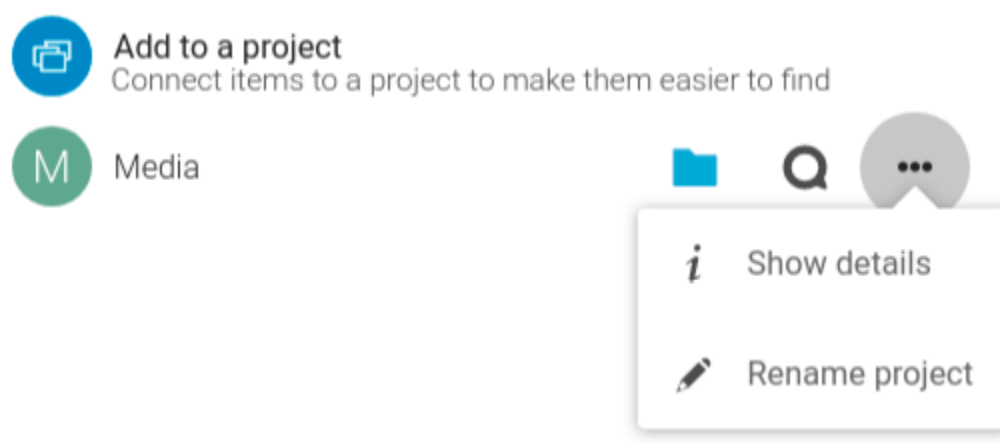 Add to a project
Connect items to a project to make them easier to find
M
Media
Show details
Rename project